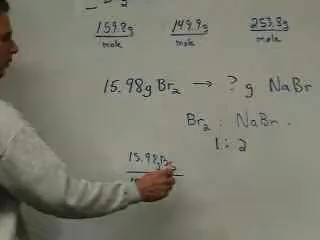 159.8g 149.9g 253.8g
mole mole mole
15.98g Br2 → ? g NaBr
Br2 : NaBr.
1 : 2
15.98g Br2